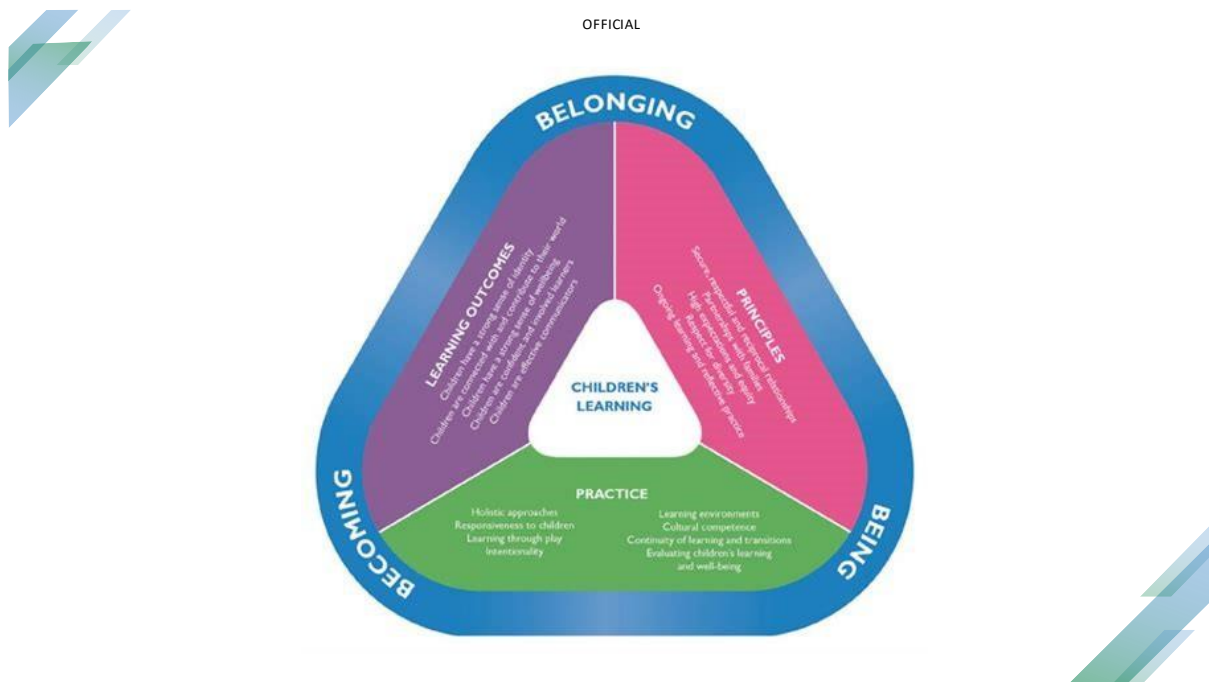 OFFICIAL
BELONGING
LEARNING OUTCOMES
Children have a strong sense of identity
Children are connected with and contribute to their world
Children have a strong sense of wellbeing
Children are confident and involved learners
Children are effective communicators
PRINCIPLES
Secure, respectful and reciprocal relationships
Partnerships with families
High expectations and equity
Respect for diversity
Ongoing learning and reflective practice
CHILDREN'S
LEARNING
PRACTICE
Holistic approaches
Responsiveness to children
Learning through play
Intentionality
Learning environments
Cultural competence
Continuity of learning and transitions
Evaluating children's learning
and well-being
BECOMING
BEING